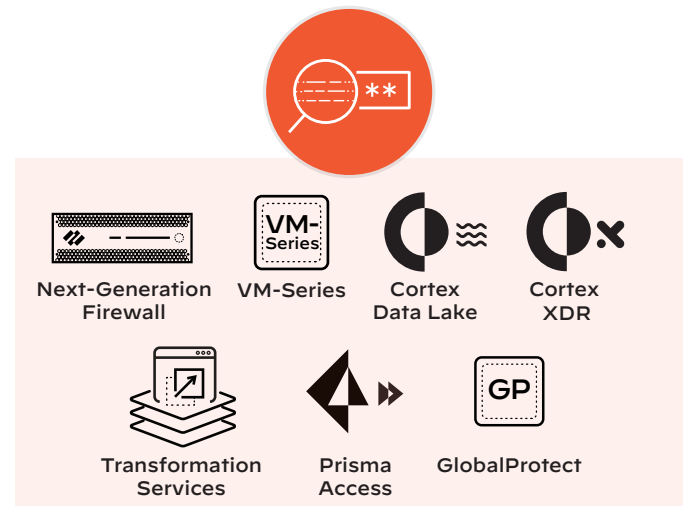 **
VM-
Series
Next-Generation
Firewall
VM-Series
Cortex
Data Lake
Cortex
XDR
GP
Transformation
Services
Prisma
Access
GlobalProtect